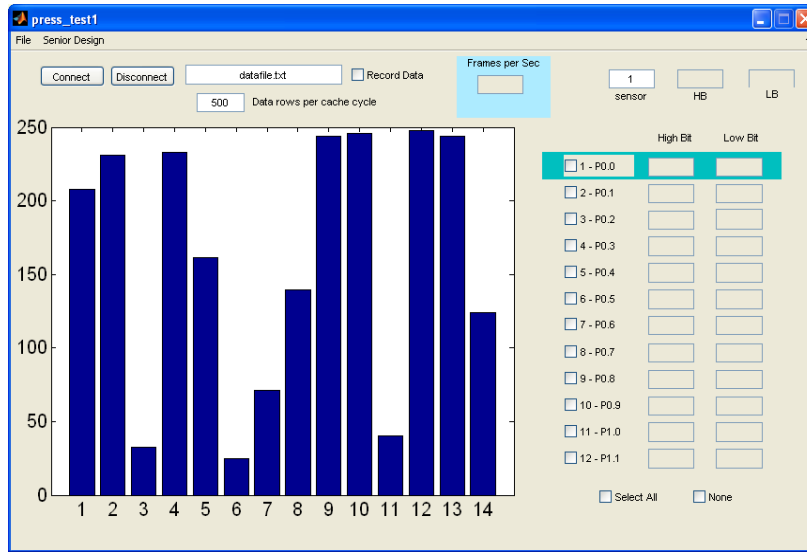 press_test1
File Senior Design
Connect Disconnect datafile.txt Record Data
Frames per Sec
500 Data rows per cache cycle
1
sensor HB LB
High Bit Low Bit
250
200
150
100
50
0
1 2 3 4 5 6 7 8 9 10 11 12 13 14
1 - P0.0
2 - P0.1
3 - P0.2
4 - P0.3
5 - P0.4
6 - P0.5
7 - P0.6
8 - P0.7
9 - P0.8
10 - P0.9
11 - P1.0
12 - P1.1
Select All None